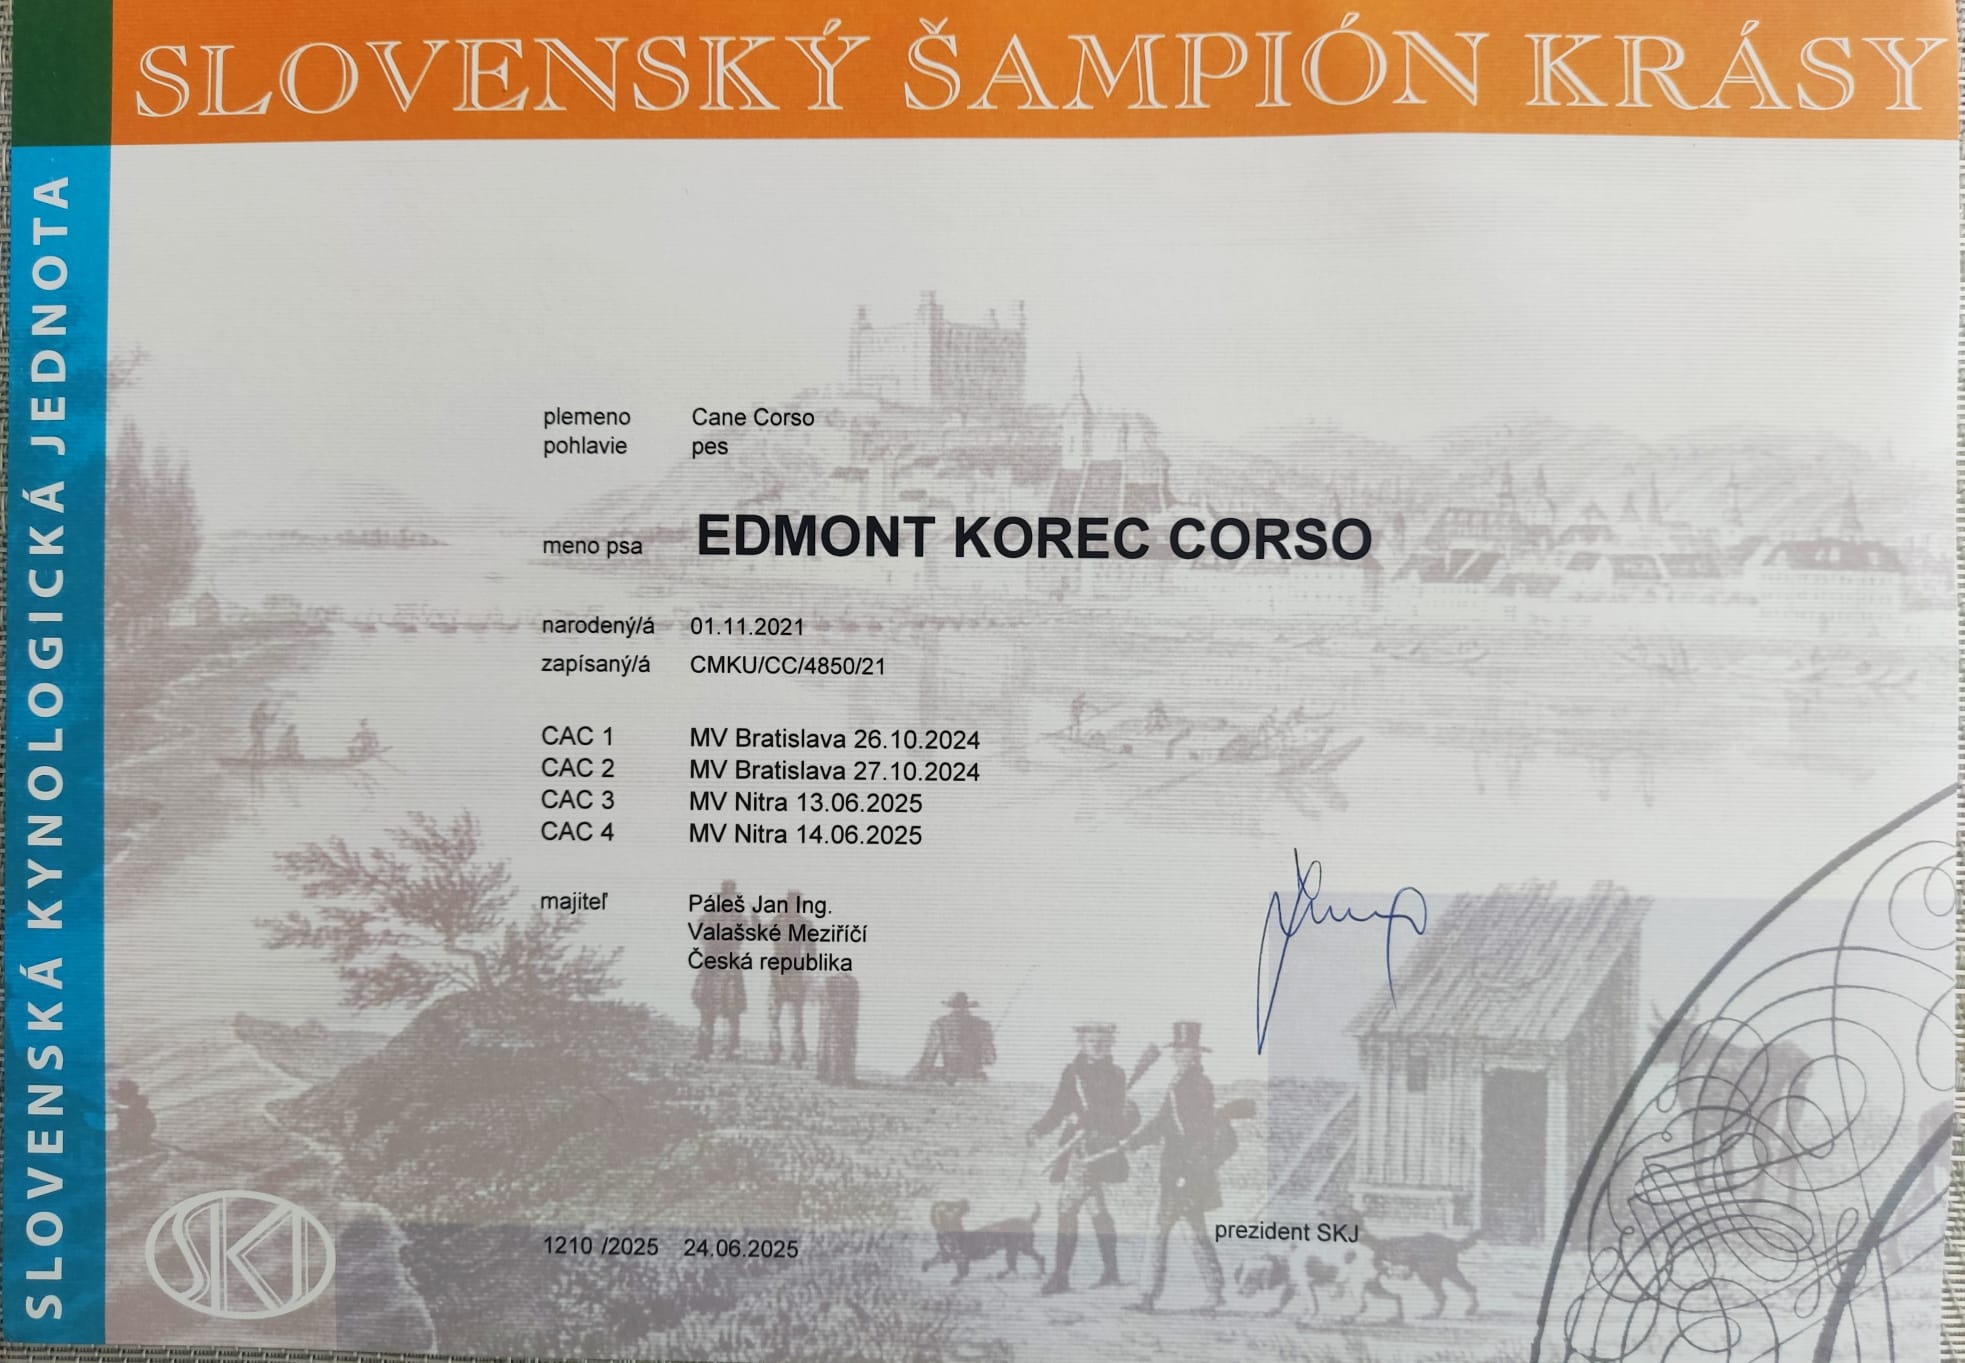 SLOVENSKÝ ŠAMPIÓN KRÁSY
SLOVENSKÁ KYNOLOGICKÁ JEDNOTA
plemeno Cane Corso
pohlavie pes
meno psa EDMONT KOREC CORSO
narodený/á 01.11.2021
zapísaný/á CMKU/CC/4850/21
CAC 1 MV Bratislava 26.10.2024
CAC 2 MV Bratislava 27.10.2024
CAC 3 MV Nitra 13.06.2025
CAC 4 MV Nitra 14.06.2025
majiteľ Páleš Jan Ing.
Valašské Meziříčí
Česká republika
prezident SKJ
1210 /2025 24.06.2025
SKJ